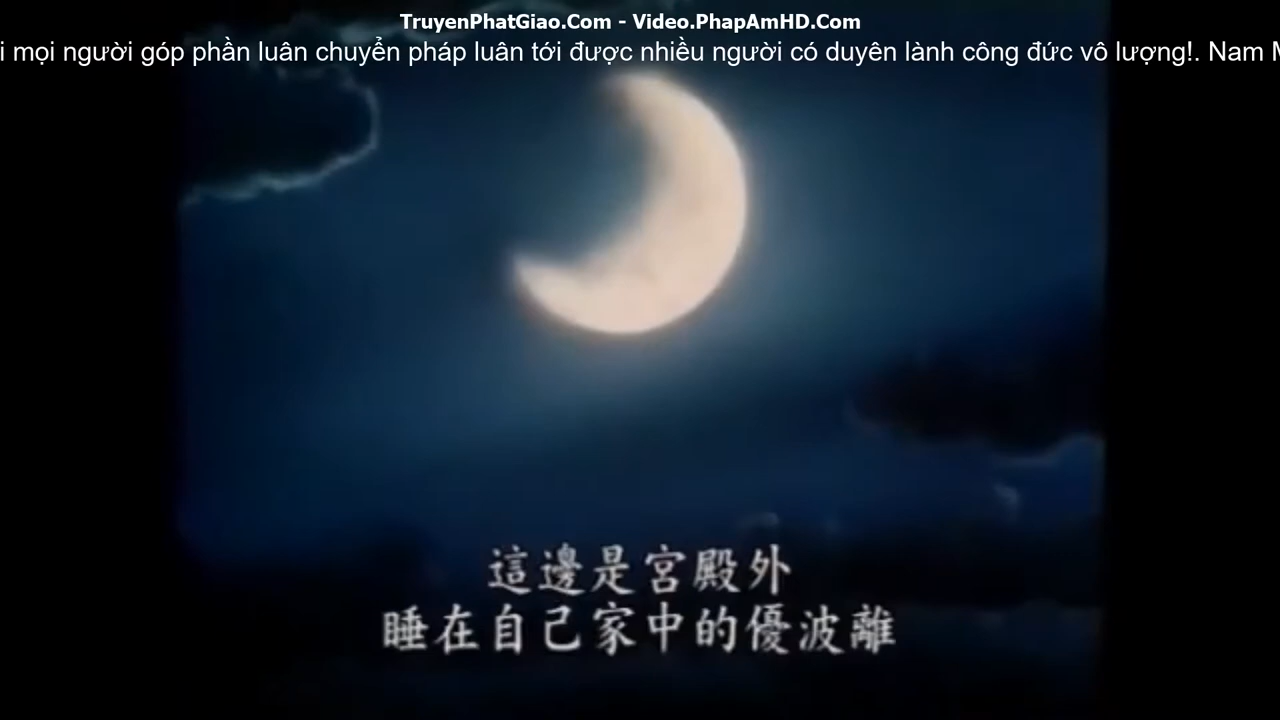 TruyenPhatGiao.Com - Video.PhapAmHD.Com
i mọi người góp phần luân chuyển pháp luân tới được nhiều người có duyên lành công đức vô lượng!. Nam M
這邊是宮殿外
睡在自己家中的優波離